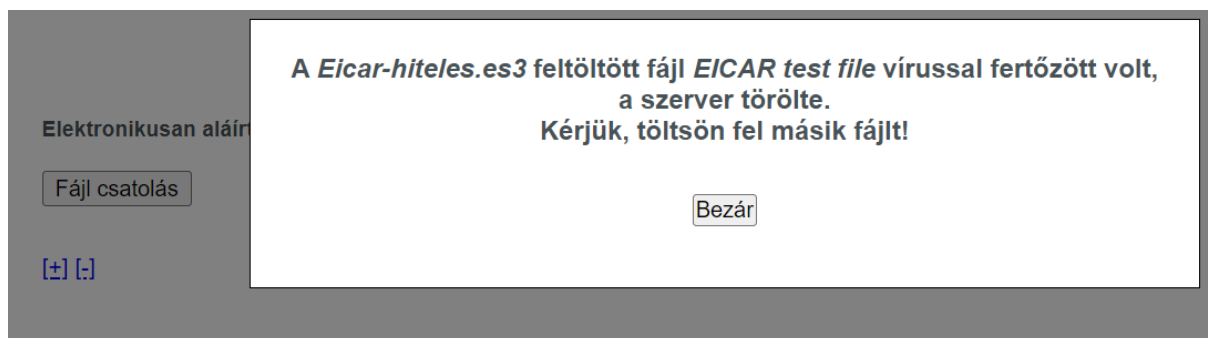 A Eicar-hiteles.es3 feltöltött fájl EICAR test file vírussal fertőzött volt,
a szerver törölte.
Kérjük, töltsön fel másik fájlt!
Elektronikusan
Fájl csatolás
Bezár
[+] [-]